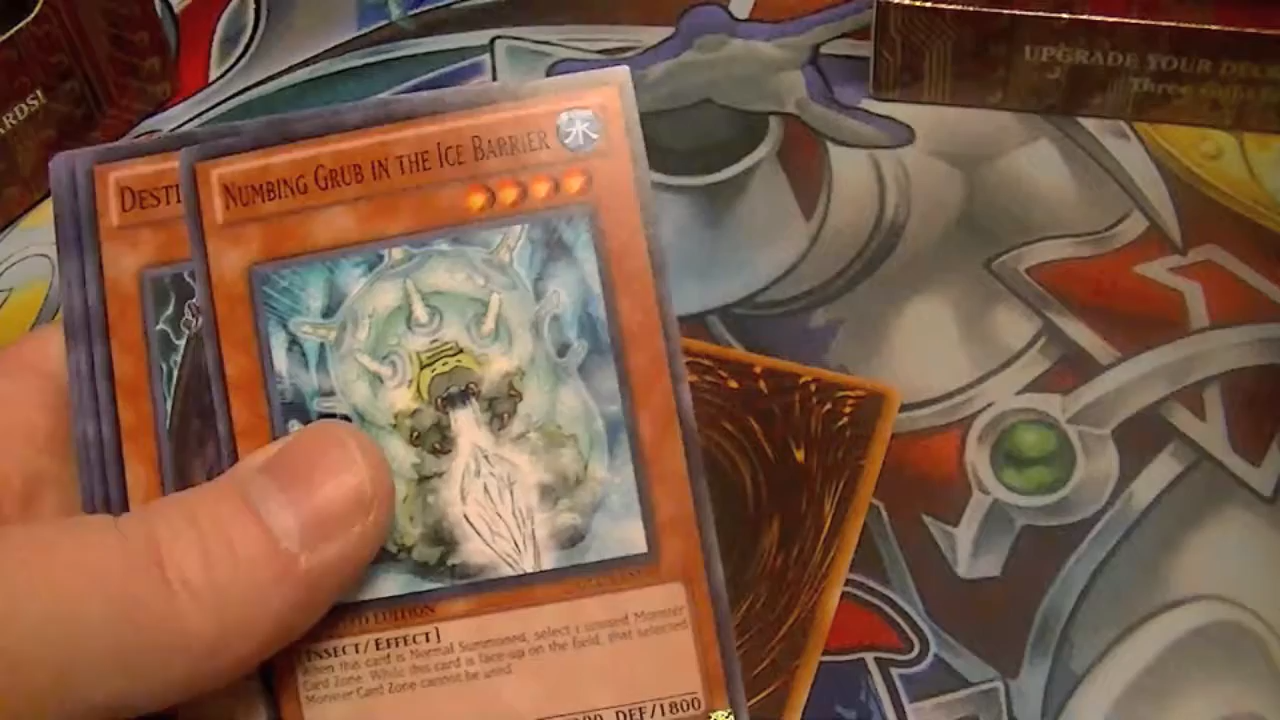 ARDS!
UPGRADE YOUR DECK
Three
DESTI
NUMBING GRUB IN THE ICE BARRIER
水
EDITION
[INSECT/EFFECT]
When this card is Normal Summoned, select 1 unused Monster
Card Zone. While this card is face-up on the field, that selected
Monster Card Zone cannot be used.
DEF/1800